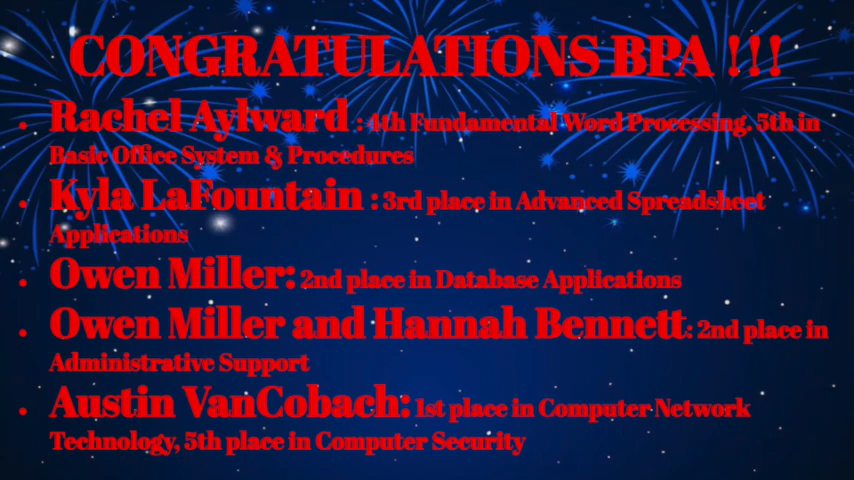 CONGRATULATIONS BPA !!!
• Rachel Aylward : 4th Fundamental Word Processing. 5th in
Basic Office System & Procedures
• Kyla LaFountain : 3rd place in Advanced Spreadsheet
Applications
• Owen Miller: 2nd place in Database Applications
• Owen Miller and Hannah Bennett: 2nd place in
Administrative Support
• Austin VanCobach: 1st place in Computer Network
Technology, 5th place in Computer Security